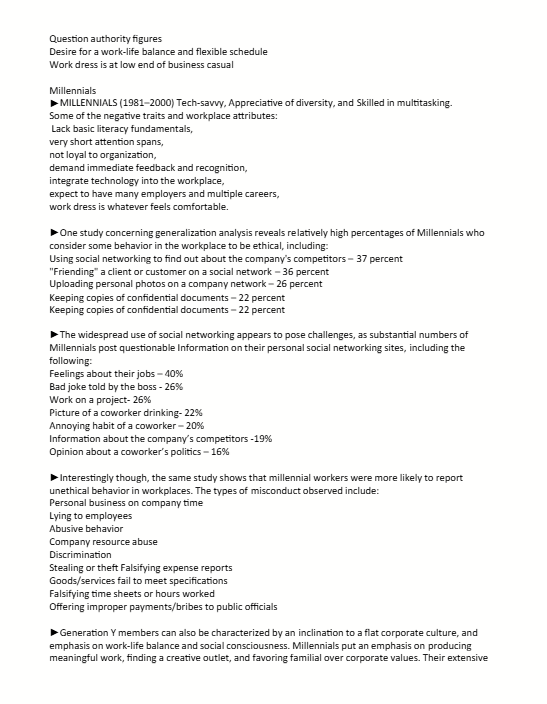 Question authority figures
Desire for a work-life balance and flexible schedule
Work dress is at low end of business casual
Millennials
►MILLENNIALS (1981–2000) Tech-savvy, Appreciative of diversity, and Skilled in multitasking.
Some of the negative traits and workplace attributes:
Lack basic literacy fundamentals,
very short attention spans,
not loyal to organization,
demand immediate feedback and recognition,
integrate technology into the workplace,
expect to have many employers and multiple careers,
work dress is whatever feels comfortable.
►One study concerning generalization analysis reveals relatively high percentages of Millennials who
consider some behavior in the workplace to be ethical, including:
Using social networking to find out about the company's competitors – 37 percent
"Friending" a client or customer on a social network – 36 percent
Uploading personal photos on a company network – 26 percent
Keeping copies of confidential documents – 22 percent
Keeping copies of confidential documents – 22 percent
►The widespread use of social networking appears to pose challenges, as substantial numbers of
Millennials post questionable Information on their personal social networking sites, including the
following:
Feelings about their jobs – 40%
Bad joke told by the boss - 26%
Work on a project- 26%
Picture of a coworker drinking- 22%
Annoying habit of a coworker – 20%
Information about the company’s competitors -19%
Opinion about a coworker’s politics – 16%
►Interestingly though, the same study shows that millennial workers were more likely to report
unethical behavior in workplaces. The types of misconduct observed include:
Personal business on company time
Lying to employees
Abusive behavior
Company resource abuse
Discrimination
Stealing or theft Falsifying expense reports
Goods/services fail to meet specifications
Falsifying time sheets or hours worked
Offering improper payments/bribes to public officials
►Generation Y members can also be characterized by an inclination to a flat corporate culture, and
emphasis on work-life balance and social consciousness. Millennials put an emphasis on producing
meaningful work, finding a creative outlet, and favoring familial over corporate values. Their extensive